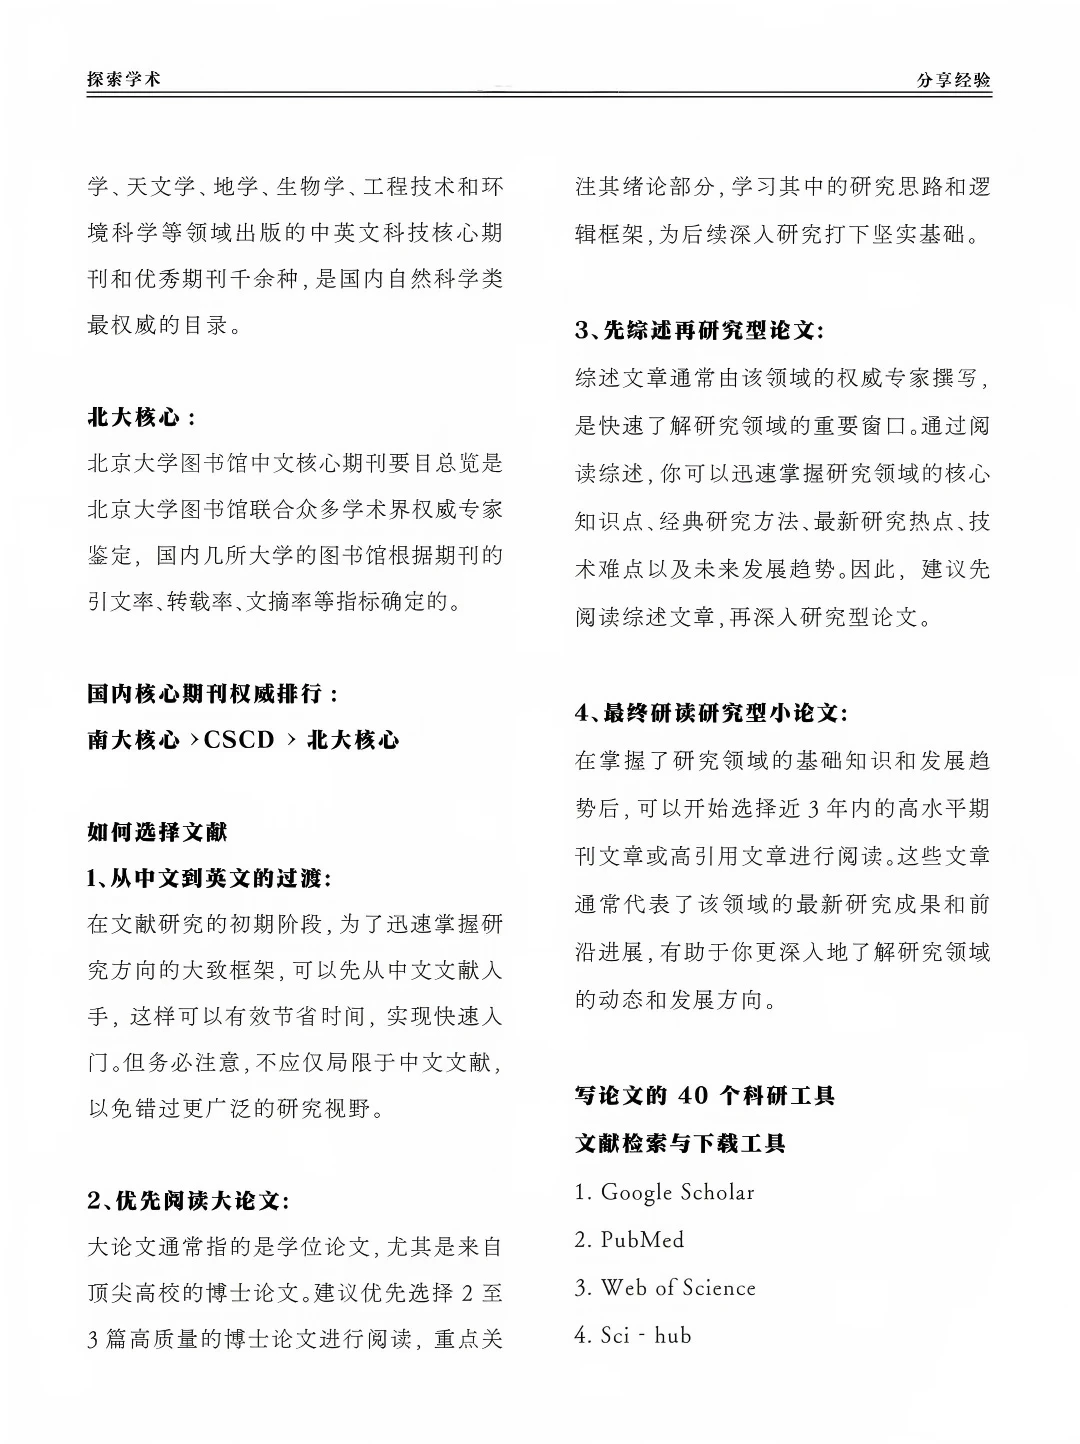 探索学术
分享经验
学、天文学、地学、生物学、工程技术和环
境科学等领域出版的中英文科技核心期
刊和优秀期刊千余种,是国内自然科学类
最权威的目录。
北大核心:
北京大学图书馆中文核心期刊要目总览是
北京大学图书馆联合众多学术界权威专家
鉴定,国内几所大学的图书馆根据期刊的
引文率、转载率、文摘率等指标确定的。
国内核心期刊权威排行:
南大核心 >CSCD > 北大核心
如何选择文献
1、从中文到英文的过渡:
在文献研究的初期阶段,为了迅速掌握研
究方向的大致框架,可以先从中文文献入
手,这样可以有效节省时间,实现快速入
门。但务必注意,不应仅局限于中文文献,
以免错过更广泛的研究视野。
2、优先阅读大论文:
大论文通常指的是学位论文,尤其是来自
顶尖高校的博士论文。建议优先选择 2 至
3 篇高质量的博士论文进行阅读,重点关
注其绪论部分,学习其中的研究思路和逻
辑框架,为后续深入研究打下坚实基础。
3、先综述再研究型论文:
综述文章通常由该领域的权威专家撰写,
是快速了解研究领域的重要窗口。通过阅
读综述,你可以迅速掌握研究领域的核心
知识点、经典研究方法、最新研究热点、技
术难点以及未来发展趋势。因此,建议先
阅读综述文章,再深入研究型论文。
4、最终研读研究型小论文:
在掌握了研究领域的基础知识和发展趋
势后,可以开始选择近 3 年内的高水平期
刊文章或高引用文章进行阅读。这些文章
通常代表了该领域的最新研究成果和前
沿进展,有助于你更深入地了解研究领域
的动态和发展方向。
写论文的 40 个科研工具
文献检索与下载工具
1. Google Scholar
2. PubMed
3. Web of Science
4. Sci - hub